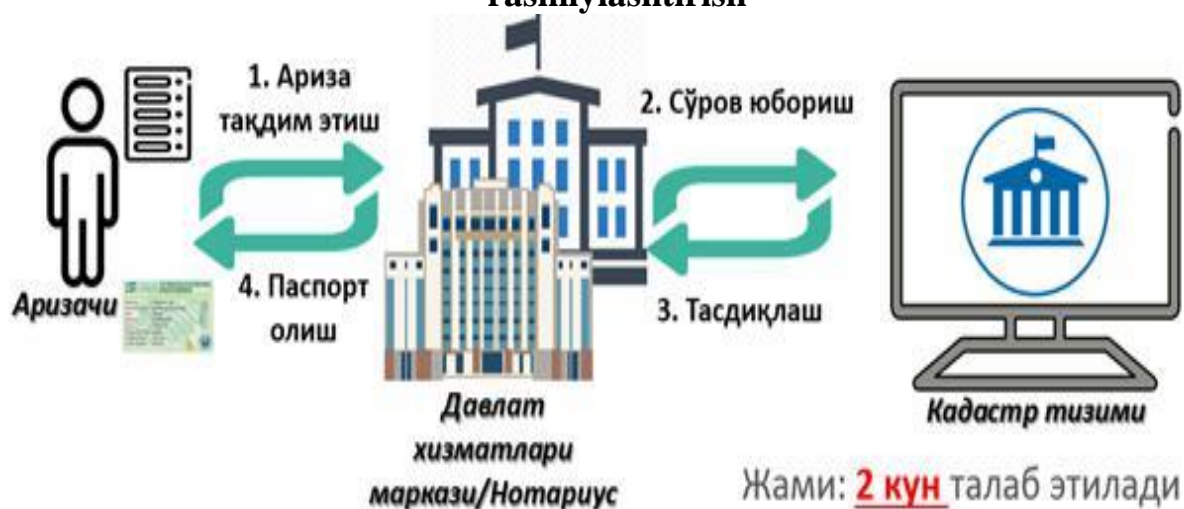 1. Ариза
тақдим этиш
2. Сўров юбориш
3. Тасдиқлаш
4. Паспорт
олиш
Аризачи
Давлат
хизматлари
маркази/Нотариус
Кадастр тизими
Жами: 2 кун талаб этилади